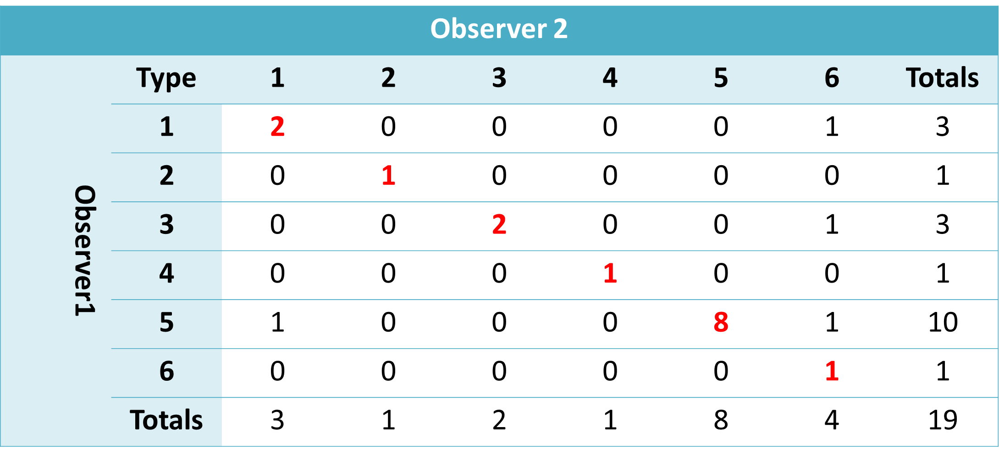 Observer 2
Type 1 2 3 4 5 6 Totals
Observer1
1 2 0 0 0 0 1 3
2 0 1 0 0 0 0 1
3 0 0 2 0 0 1 3
4 0 0 0 1 0 0 1
5 1 0 0 0 8 1 10
6 0 0 0 0 0 1 1
Totals 3 1 2 1 8 4 19